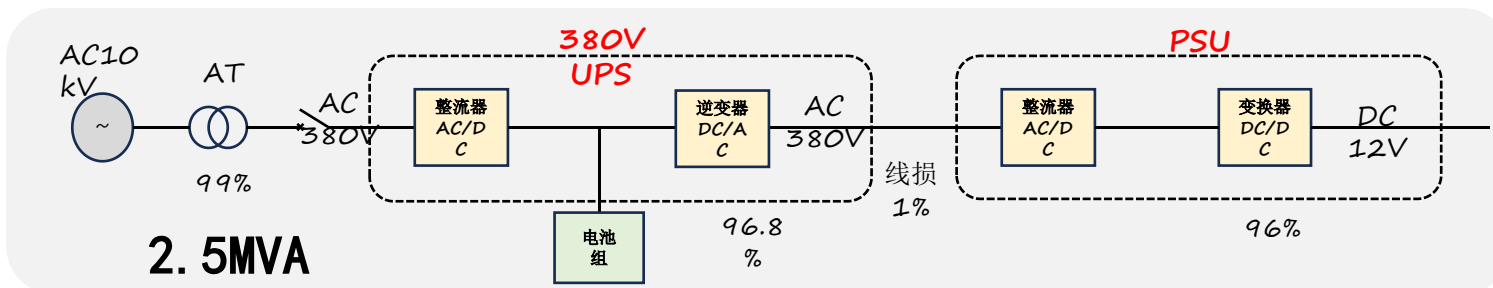 AC10
kV
~
AT
99%
2.5MVA
AC
380V
380V
UPS
整流器
AC/D
C
电池
组
逆变器
DC/A
C
96.8
%
AC
380V
线损
1%
PSU
整流器
AC/D
C
变换器
DC/D
C
96%
DC
12V